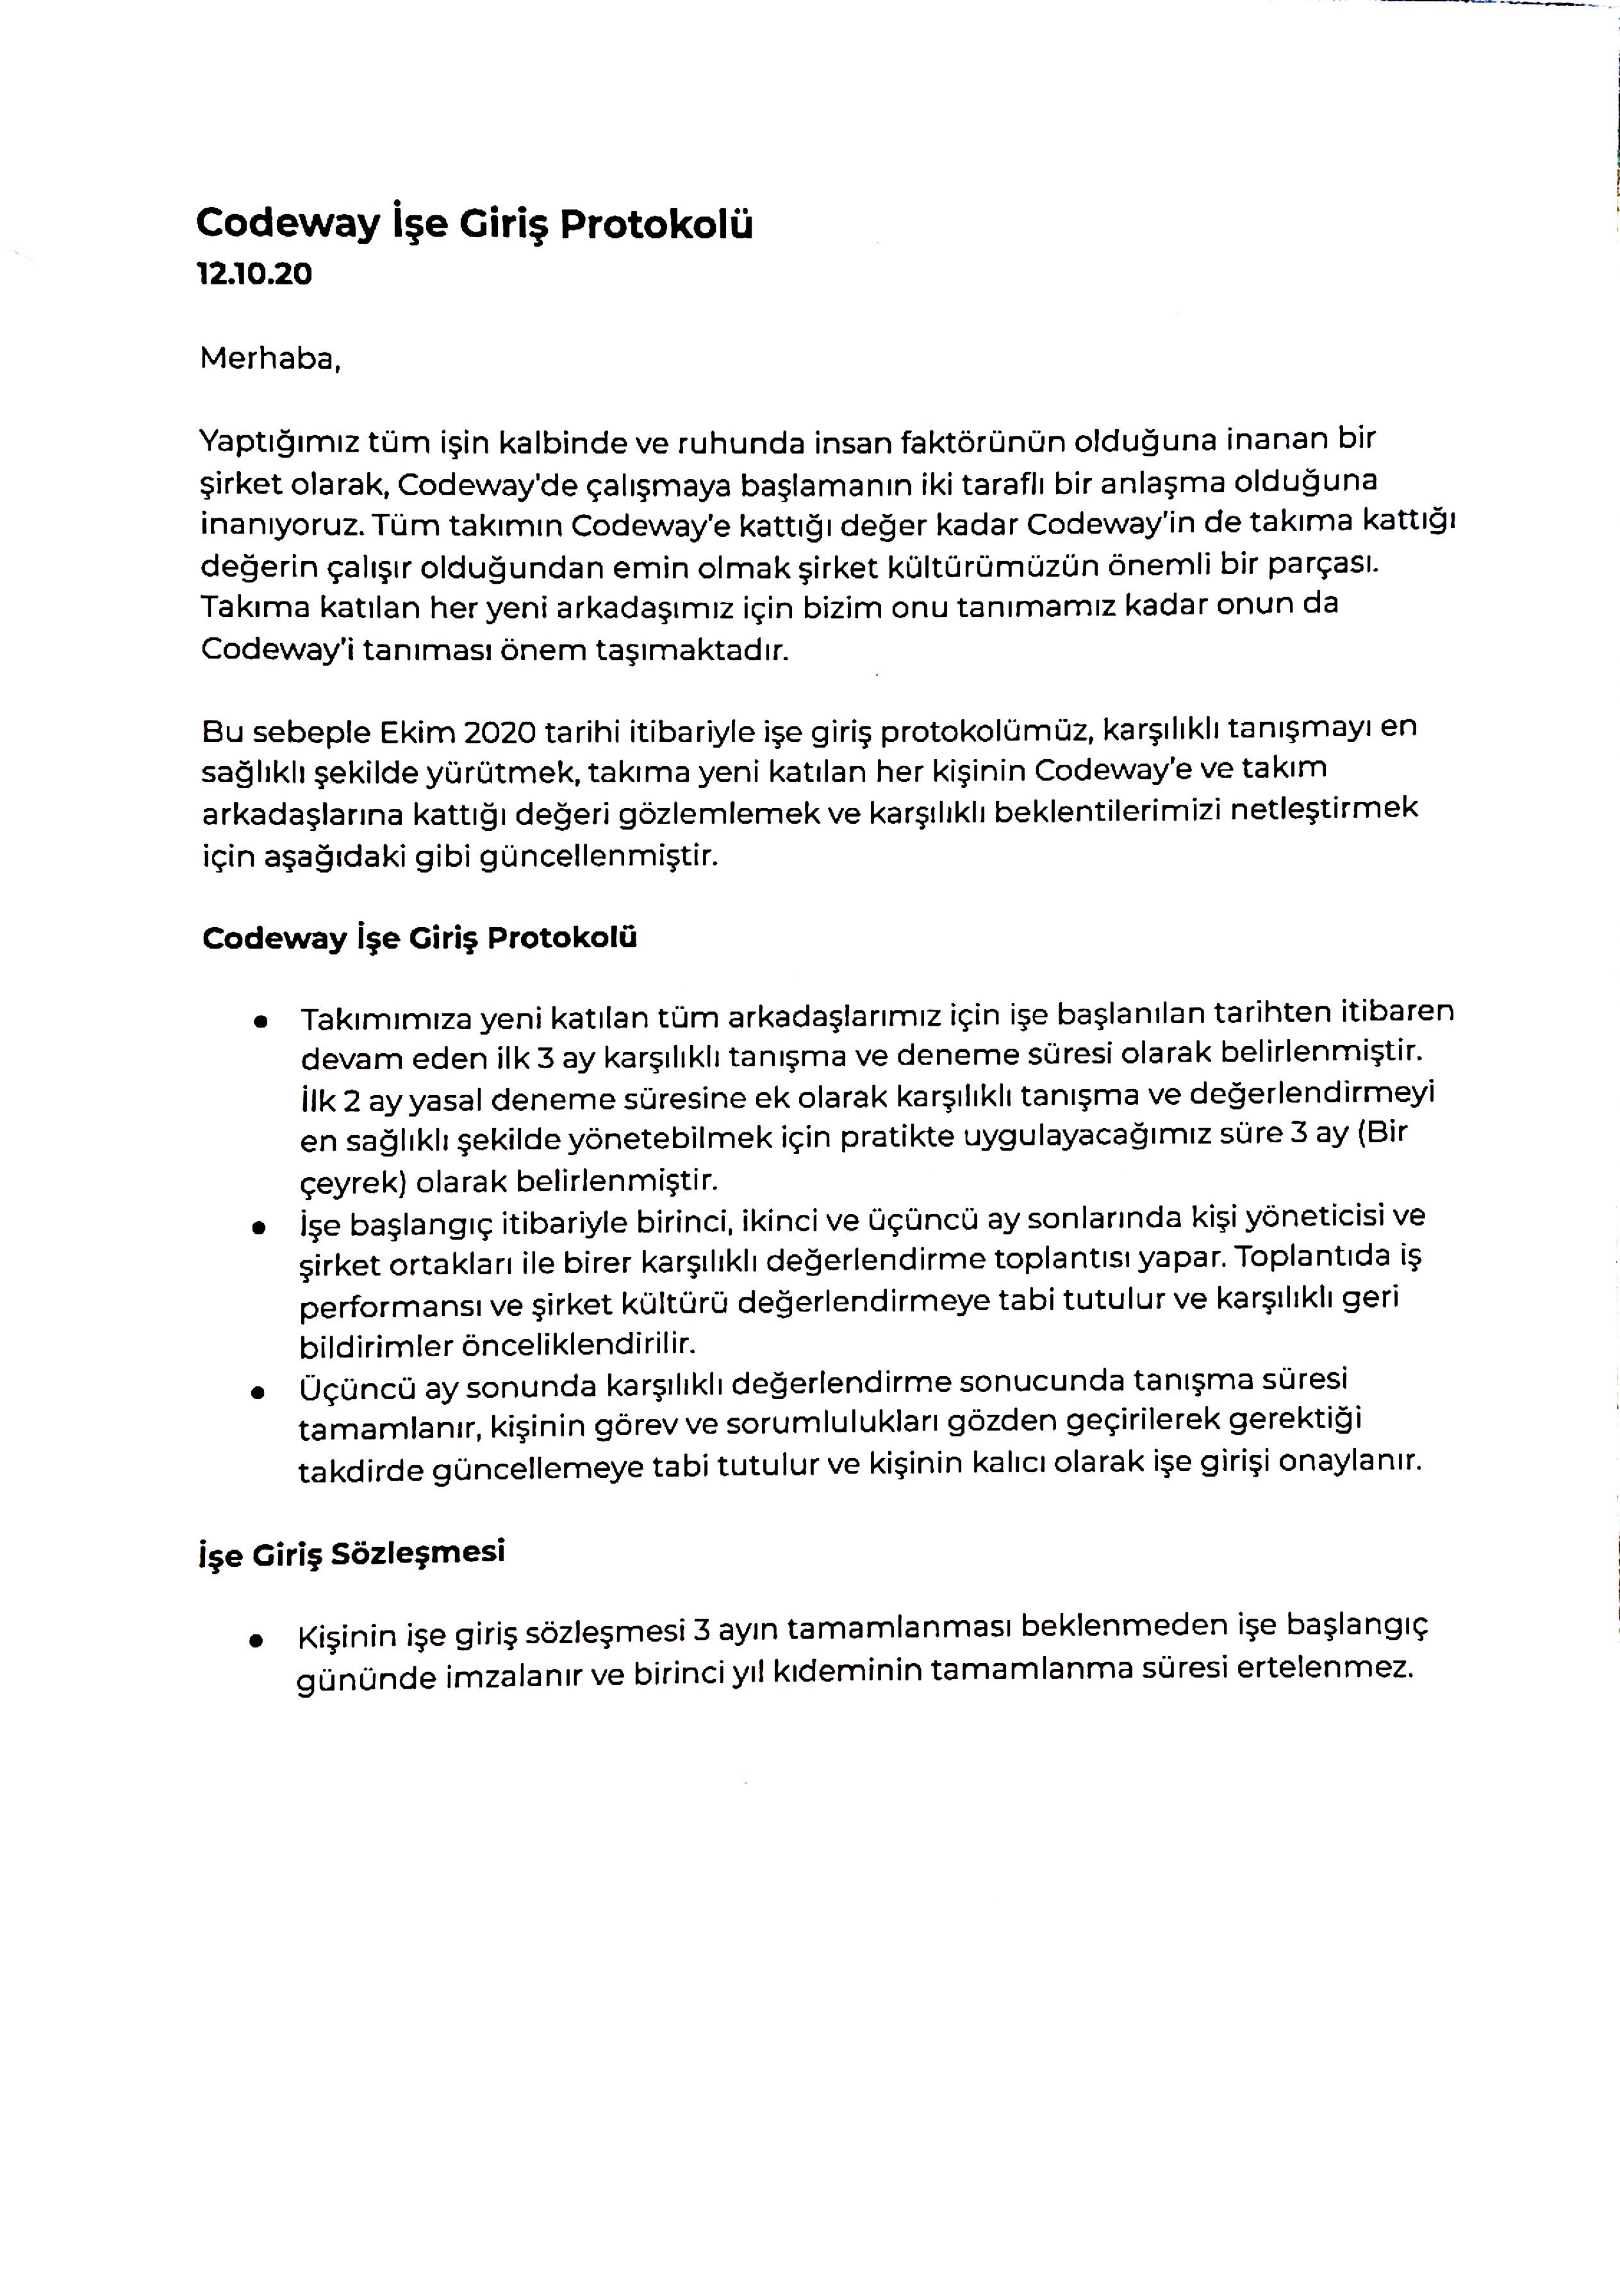 Codeway İşe Giriş Protokolü
12.10.20
Merhaba,
Yaptığımız tüm işin kalbinde ve ruhunda insan faktörünün olduğuna inanan bir
şirket olarak, Codeway'de çalışmaya başlamanın iki taraflı bir anlaşma olduğuna
inanıyoruz. Tüm takımın Codeway'e kattığı değer kadar Codeway'in de takıma kattığı
değerin çalışır olduğundan emin olmak şirket kültürümüzün önemli bir parçası.
Takıma katılan her yeni arkadaşımız için bizim onu tanımamız kadar onun da
Codeway'i tanıması önem taşımaktadır.
Bu sebeple Ekim 2020 tarihi itibariyle işe giriş protokolümüz, karşılıklı tanışmayı en
sağlıklı şekilde yürütmek, takıma yeni katılan her kişinin Codeway'e ve takım
arkadaşlarına kattığı değeri gözlemlemek ve karşılıklı beklentilerimizi netleştirmek
için aşağıdaki gibi güncellenmiştir.
Codeway İşe Giriş Protokolü
● Takımımıza yeni katılan tüm arkadaşlarımız için işe başlanılan tarihten itibaren
devam eden ilk 3 ay karşılıklı tanışma ve deneme süresi olarak belirlenmiştir.
İlk 2 ay yasal deneme süresine ek olarak karşılıklı tanışma ve değerlendirmeyi
en sağlıklı şekilde yönetebilmek için pratikte uygulayacağımız süre 3 ay (Bir
çeyrek) olarak belirlenmiştir.
● İşe başlangıç itibariyle birinci, ikinci ve üçüncü ay sonlarında kişi yöneticisi ve
şirket ortakları ile birer karşılıklı değerlendirme toplantısı yapar. Toplantıda iş
performansı ve şirket kültürü değerlendirmeye tabi tutulur ve karşılıklı geri
bildirimler önceliklendirilir.
● Üçüncü ay sonunda karşılıklı değerlendirme sonucunda tanışma süresi
tamamlanır, kişinin görev ve sorumlulukları gözden geçirilerek gerektiği
takdirde güncellemeye tabi tutulur ve kişinin kalıcı olarak işe girişi onaylanır.
İşe Giriş Sözleşmesi
● Kişinin işe giriş sözleşmesi 3 ayın tamamlanması beklenmeden işe başlangıç
gününde imzalanır ve birinci yıl kıdeminin tamamlanma süresi ertelenmez.